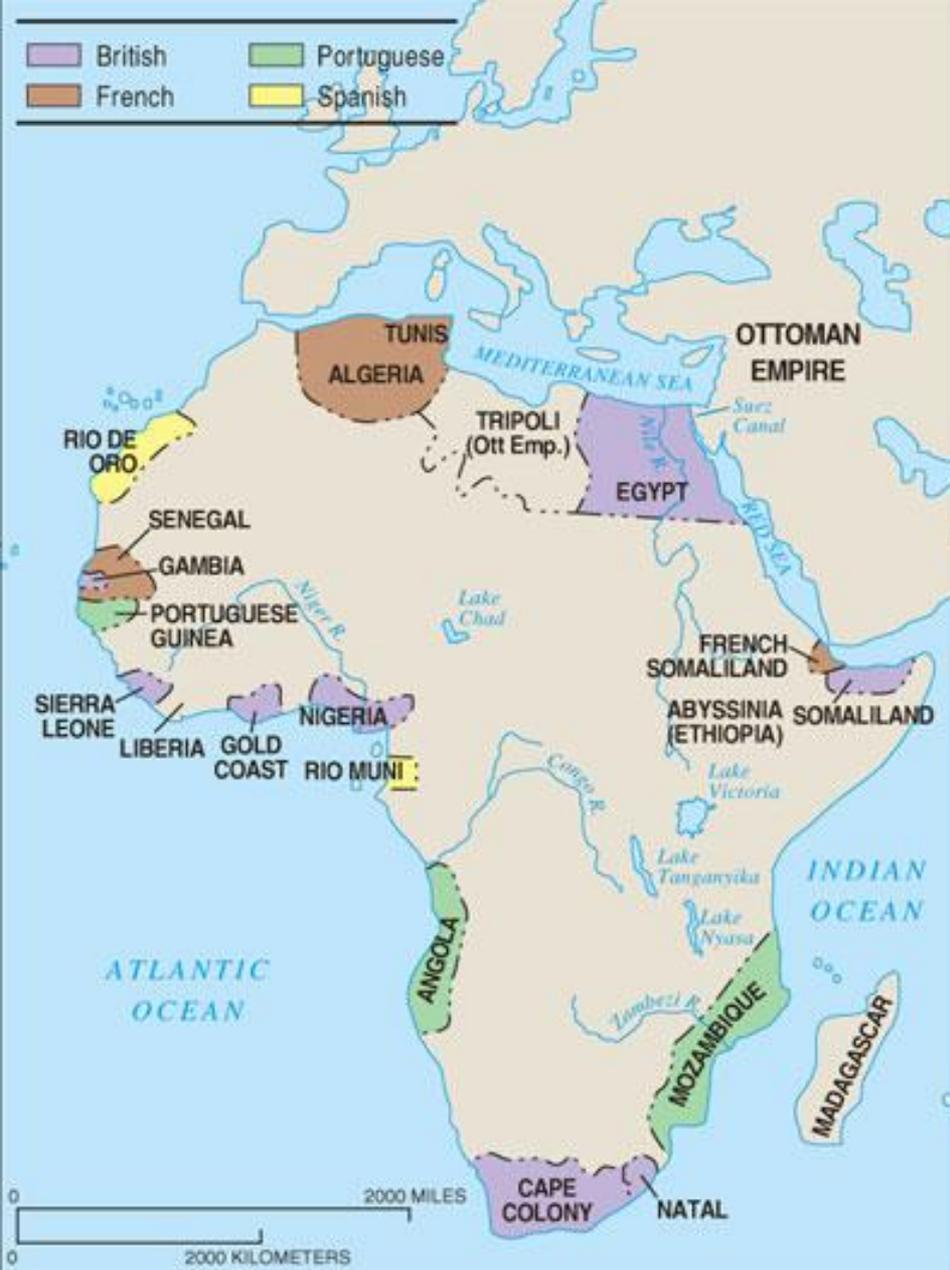 British
Portuguese
French
Spanish
TUNIS
ALGERIA
MEDITERRANEAN SEA
OTTOMAN
EMPIRE
Suez
Canal
TRIPOLI
(Ott Emp.)
Nile R.
EGYPT
RED SEA
RIO DE
ORO
SENEGAL
GAMBIA
PORTUGUESE
GUINEA
Niger R.
Lake
Chad
FRENCH
SOMALILAND
SIERRA
LEONE
LIBERIA
GOLD
COAST
NIGERIA
RIO MUNI
ABYSSINIA
(ETHIOPIA)
SOMALILAND
Congo R.
Lake
Victoria
Lake
Tanganyika
Lake
Nyasa
INDIAN
OCEAN
ATLANTIC
OCEAN
ANGOLA
Zambezi R.
MOZAMBIQUE
MADAGASCAR
CAPE
COLONY
NATAL
0
2000 MILES
0
2000 KILOMETERS